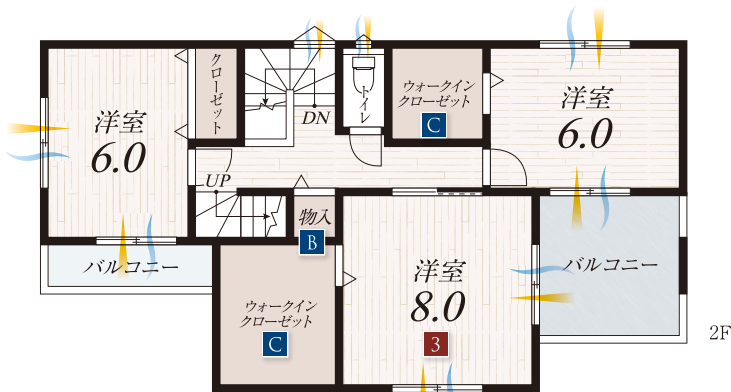 クローゼット
DN
トイレ
ウォークイン
クローゼット
C
洋室
6.0
洋室
6.0
UP
物入
B
バルコニー
ウォークイン
クローゼット
C
洋室
8.0
3
バルコニー
2F